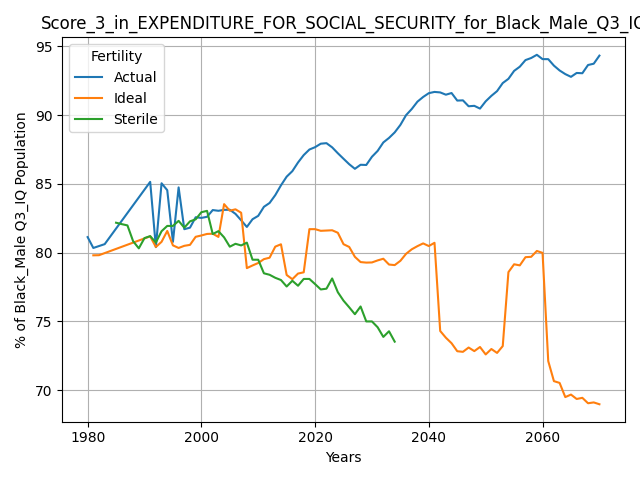 Score_3_in_EXPENDITURE_FOR_SOCIAL_SECURITY_for_Black_Male_Q3_IQ
Fertility
Actual
Ideal
Sterile
% of Black_Male Q3_IQ Population
95
90
85
80
75
70
1980
2000
2020
2040
2060
Years